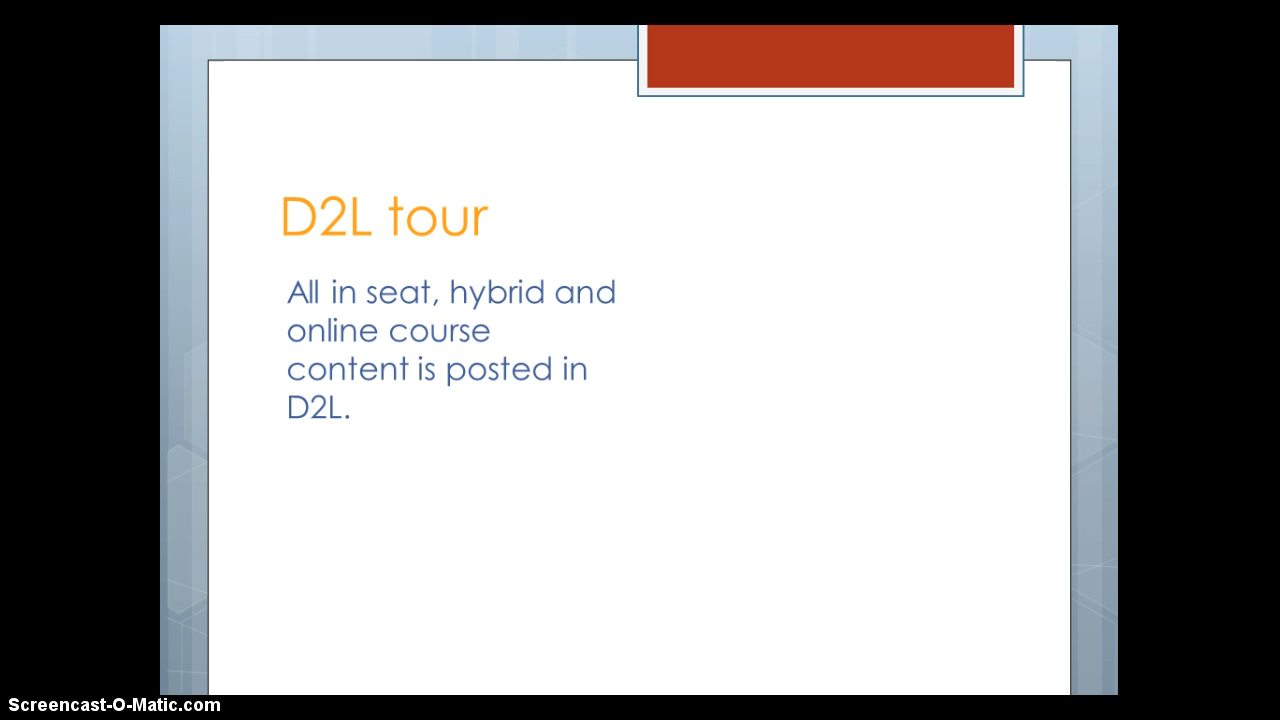 D2L tour
All in seat, hybrid and
online course
content is posted in
D2L.
Screencast-O-Matic.com